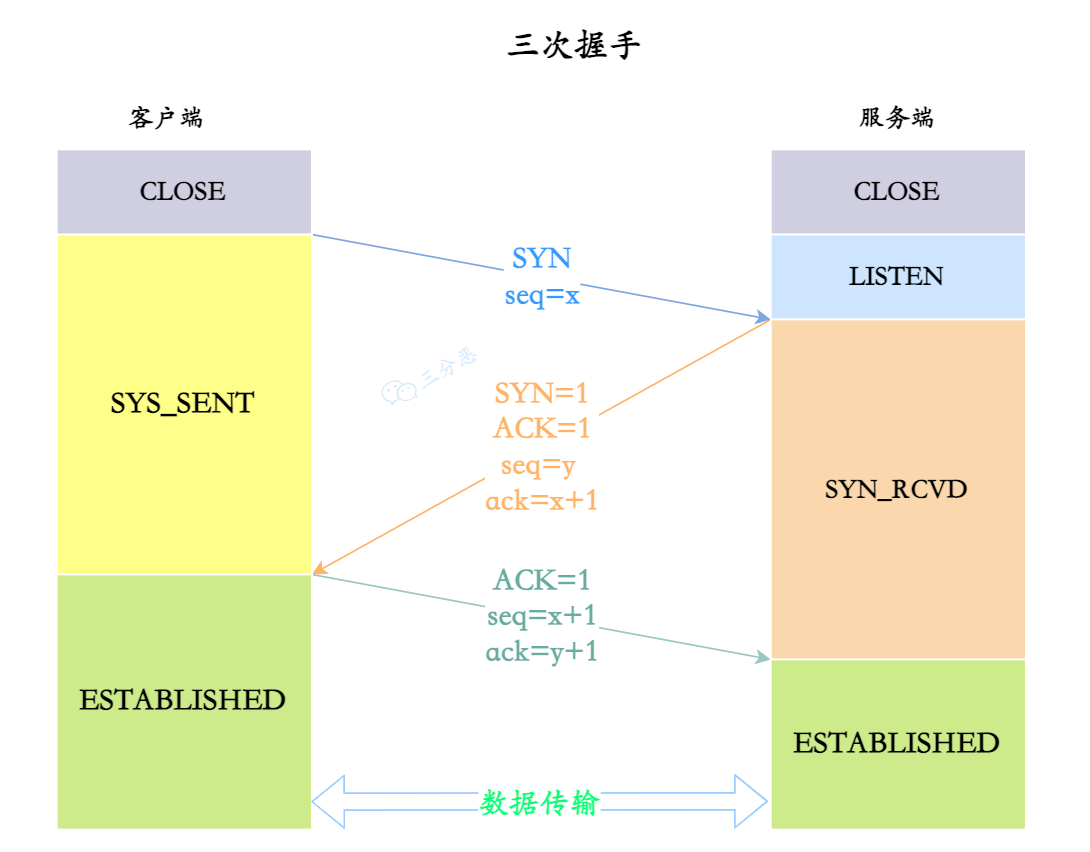 三次握手
客户端
服务端
CLOSE
CLOSE
SYN
seq=x
LISTEN
三分恶
SYS_SENT
SYN=1
ACK=1
seq=y
ack=x+1
SYN_RCVD
ACK=1
seq=x+1
ack=y+1
ESTABLISHED
ESTABLISHED
数据传输